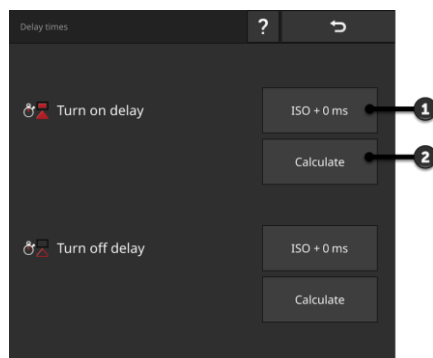 Delay times ?
Turn on delay
ISO + 0 ms
1
Calculate
2
Turn off delay
ISO + 0 ms
Calculate